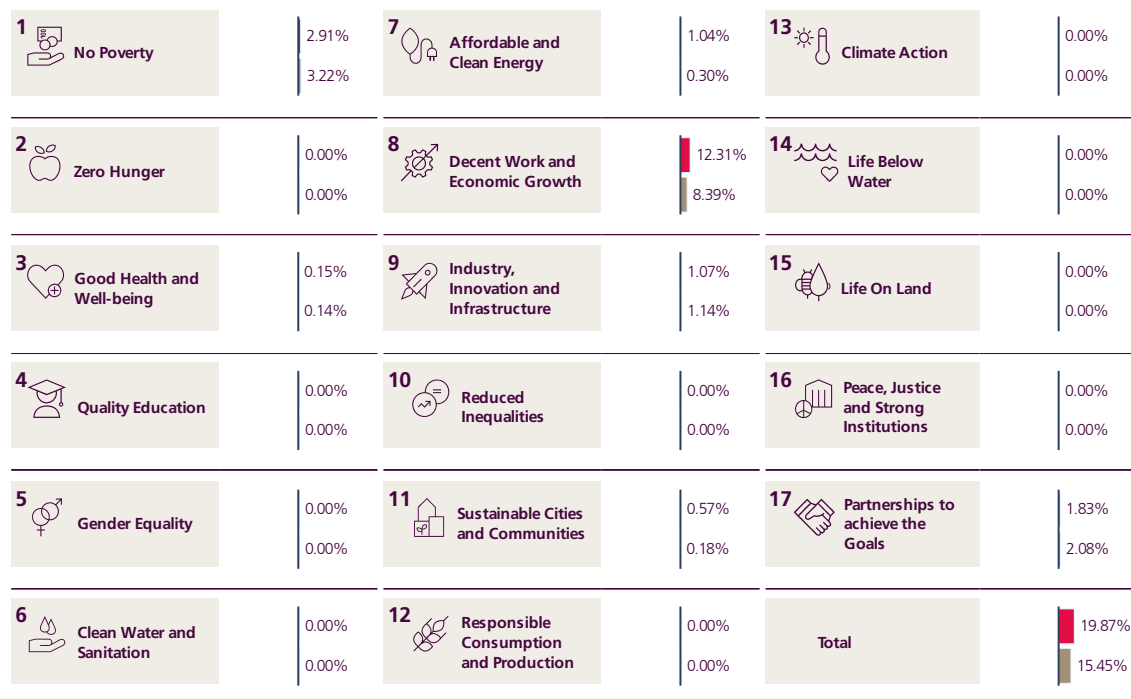 1
No Poverty
2.91%
3.22%
2
Zero Hunger
0.00%
0.00%
3
Good Health and
Well-being
0.15%
0.14%
4
Quality Education
0.00%
0.00%
5
Gender Equality
0.00%
0.00%
6
Clean Water and
Sanitation
0.00%
0.00%
7
Affordable and
Clean Energy
1.04%
0.30%
8
Decent Work and
Economic Growth
12.31%
8.39%
9
Industry,
Innovation and
Infrastructure
1.07%
1.14%
10
Reduced
Inequalities
0.00%
0.00%
11
Sustainable Cities
and Communities
0.57%
0.18%
12
Responsible
Consumption
and Production
0.00%
0.00%
13
Climate Action
0.00%
0.00%
14
Life Below
Water
0.00%
0.00%
15
Life On Land
0.00%
0.00%
16
Peace, Justice
and Strong
Institutions
0.00%
0.00%
17
Partnerships to
achieve the
Goals
1.83%
2.08%
Total
19.87%
15.45%